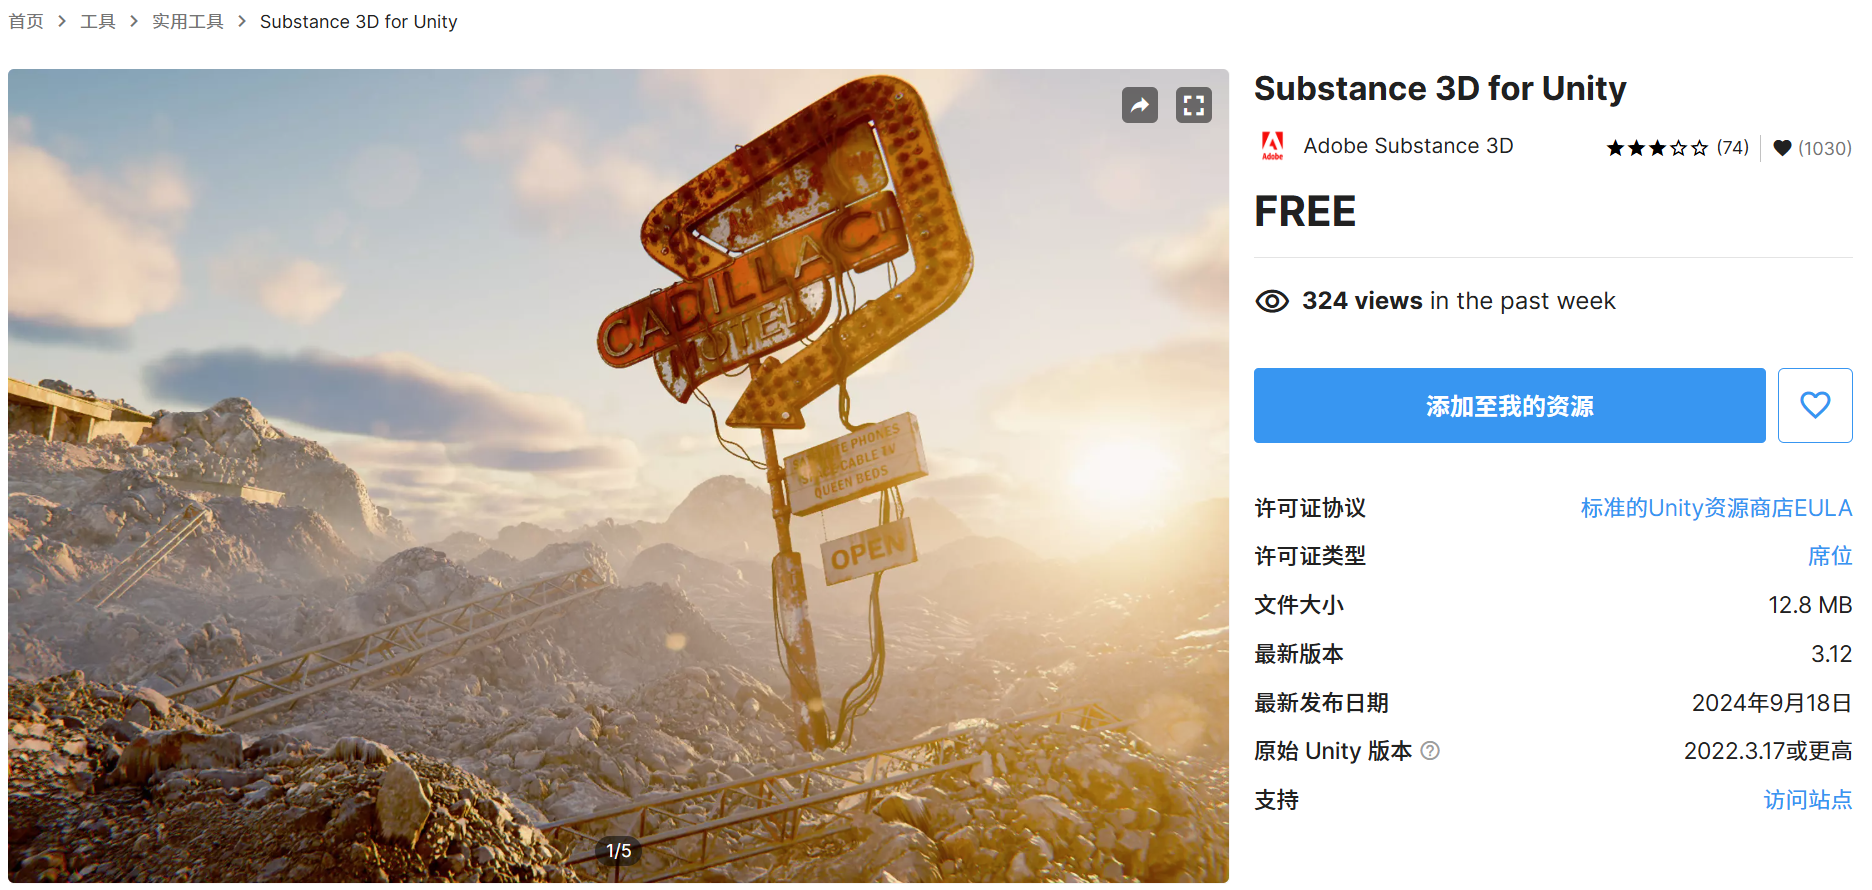 首页 > 工具 > 实用工具 > Substance 3D for Unity
CADILLAC
MOTEL
SATELITE PHONES
CABLE TV
QUEEN BEDS
OPEN
1/5
Substance 3D for Unity
Adobe
Adobe Substance 3D
(74)
(1030)
FREE
324 views in the past week
添加至我的资源
许可证协议 标准的Unity资源商店EULA
许可证类型 席位
文件大小 12.8 MB
最新版本 3.12
最新发布日期 2024年9月18日
原始 Unity 版本 ? 2022.3.17或更高
支持 访问站点